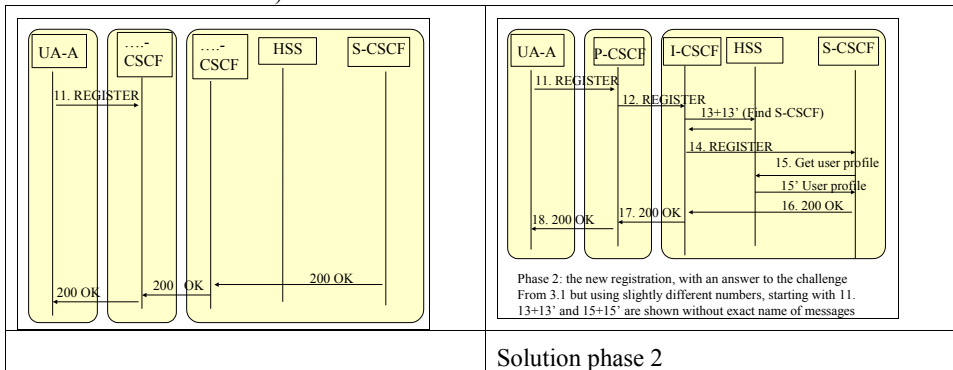 UA-A
….-
CSCF
….-
CSCF
HSS
S-CSCF
11. REGISTER
200 OK
200 OK
200 OK
UA-A
P-CSCF
I-CSCF
HSS
S-CSCF
11. REGISTER
12. REGISTER
13+13’ (Find S-CSCF)
14. REGISTER
15. Get user profile
15’ User profile
16. 200 OK
17. 200 OK
18. 200 OK
Phase 2: the new registration, with an answer to the challenge
From 3.1 but using slightly different numbers, starting with 11.
13+13’ and 15+15’ are shown without exact name of messages
Solution phase 2